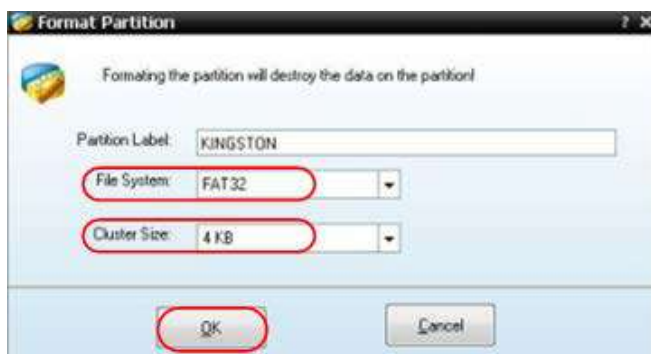 Format Partition ? X
Formating the partition will destroy the data on the partition!
Partition Label: KINGSTON
File System: FAT32
Cluster Size: 4 KB
OK Cancel